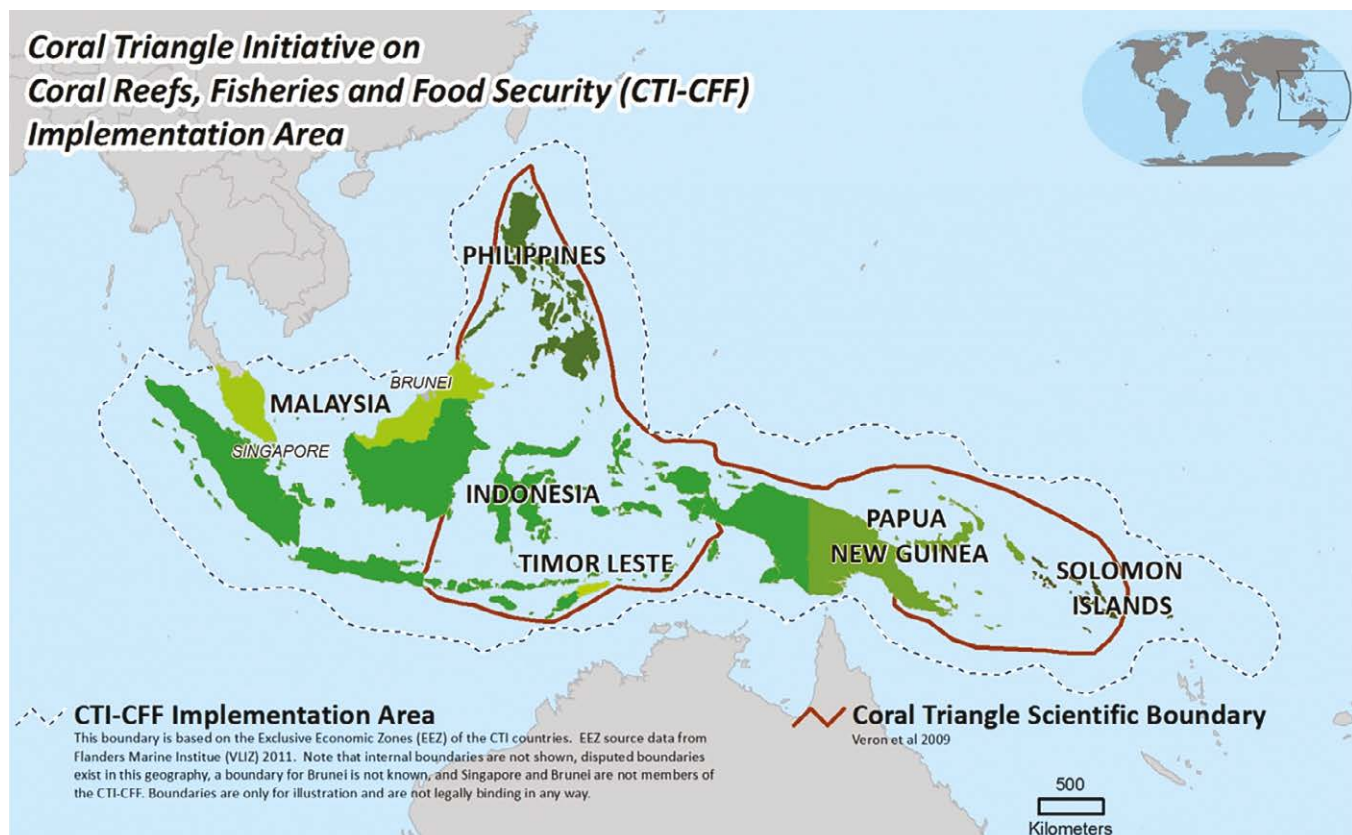 Coral Triangle Initiative on
Coral Reefs, Fisheries and Food Security (CTI-CFF)
Implementation Area
PHILIPPINES
BRUNEI
MALAYSIA
SINGAPORE
INDONESIA
PAPUA
NEW GUINEA
TIMOR LESTE
SOLOMON
ISLANDS
CTI-CFF Implementation Area
This boundary is based on the Exclusive Economic Zones (EEZ) of the CTI countries. EEZ source data from
Flanders Marine Institue (VLIZ) 2011. Note that internal boundaries are not shown, disputed boundaries
exist in this geography, a boundary for Brunei is not known, and Singapore and Brunei are not members of
the CTI-CFF. Boundaries are only for illustration and are not legally binding in any way.
Coral Triangle Scientific Boundary
Veron et al 2009
500
Kilometers